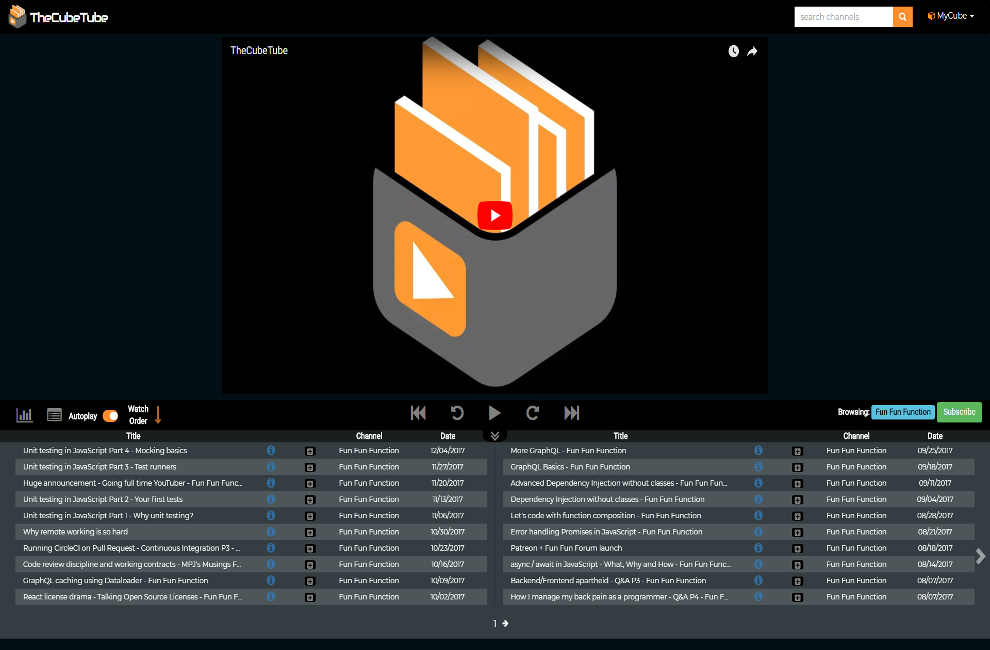 TheCubeTube
search channels
MyCube
TheCubeTube
Autoplay
Watch Order
Browsing: Fun Fun Function Subscribe
Title Channel Date
Unit testing in JavaScript Part 4 - Mocking basics Fun Fun Function 12/04/2017
Unit testing in JavaScript Part 3 - Test runners Fun Fun Function 11/27/2017
Huge announcement - Going full time YouTuber - Fun Fun Func... Fun Fun Function 11/20/2017
Unit testing in JavaScript Part 2 - Your first tests Fun Fun Function 11/13/2017
Unit testing in JavaScript Part 1 - Why unit testing? Fun Fun Function 11/06/2017
Why remote working is so hard Fun Fun Function 10/30/2017
Running CircleCI on Pull Request - Continuous Integration P3 - ... Fun Fun Function 10/23/2017
Code review discipline and working contracts - MPJ's Musings F... Fun Fun Function 10/16/2017
GraphQL caching using Dataloader - Fun Fun Function Fun Fun Function 10/09/2017
React license drama - Talking Open Source Licenses - Fun Fun F... Fun Fun Function 10/02/2017
Title Channel Date
More GraphQL - Fun Fun Function Fun Fun Function 09/25/2017
GraphQL Basics - Fun Fun Function Fun Fun Function 09/18/2017
Advanced Dependency Injection without classes - Fun Fun Fun... Fun Fun Function 09/11/2017
Dependency Injection without classes - Fun Fun Function Fun Fun Function 09/04/2017
Let's code with function composition - Fun Fun Function Fun Fun Function 08/28/2017
Error handling Promises in JavaScript - Fun Fun Function Fun Fun Function 08/21/2017
Patreon + Fun Fun Forum launch Fun Fun Function 08/18/2017
async / await in JavaScript - What, Why and How - Fun Fun Func... Fun Fun Function 08/14/2017
Backend/Frontend apartheid - Q&A P3 - Fun Fun Function Fun Fun Function 08/07/2017
How I manage my back pain as a programmer - Q&A P4 - Fun F... Fun Fun Function 08/07/2017
1